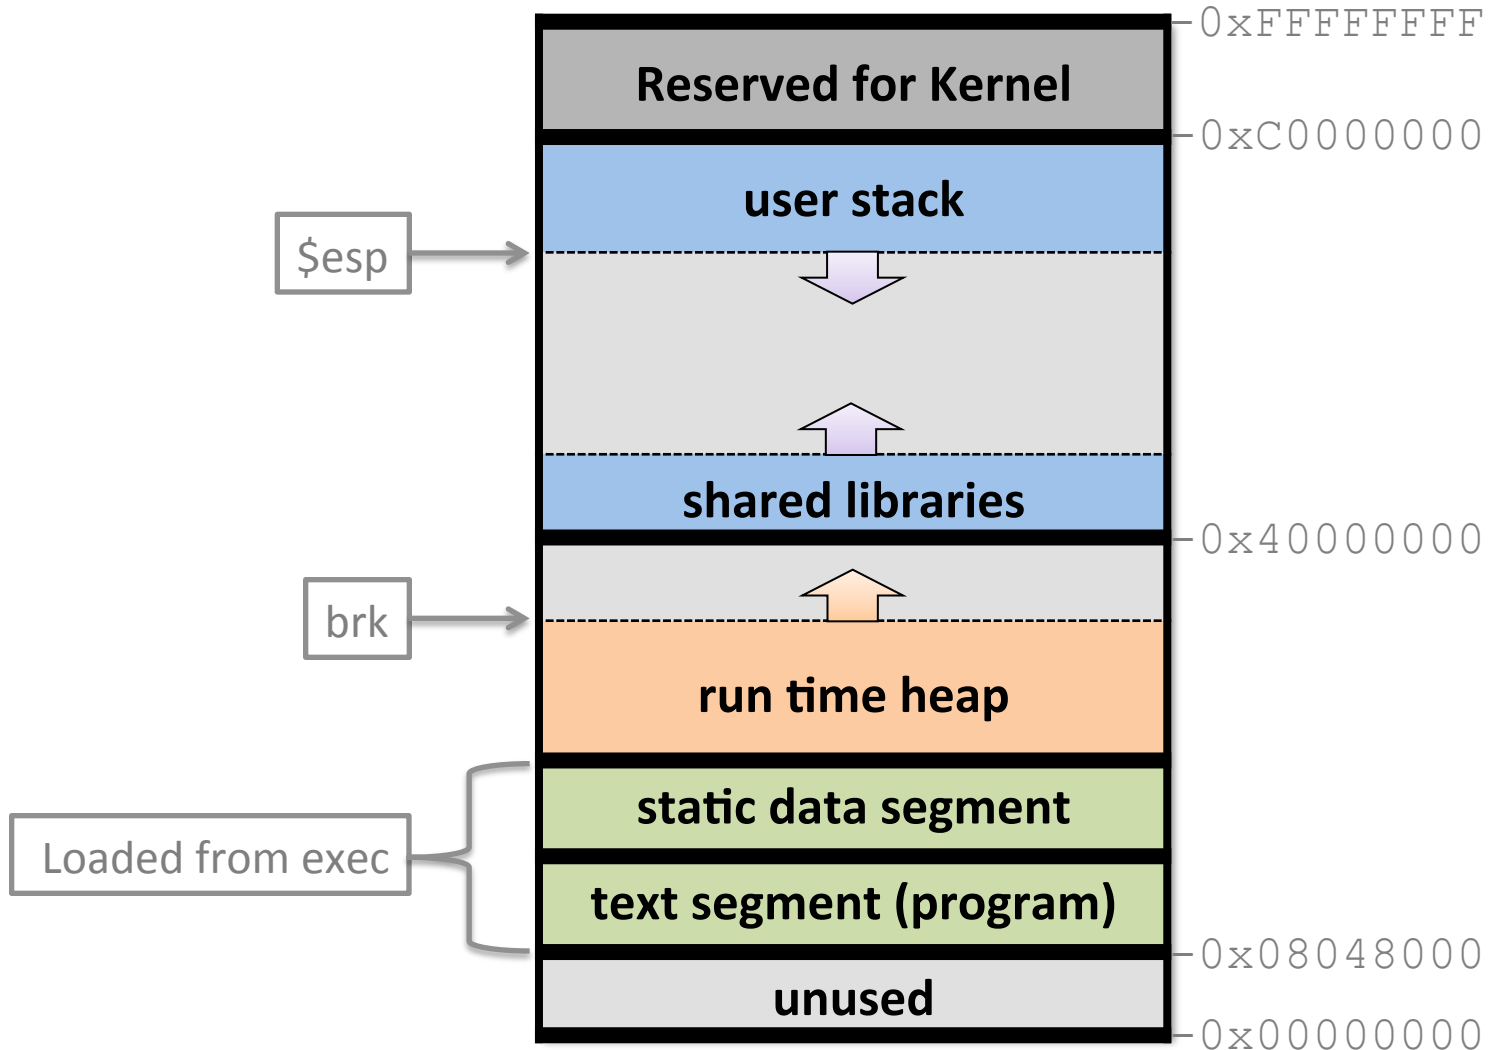 0xFFFFFFFF
Reserved for Kernel
0xC0000000
user stack
$esp
shared libraries
0x40000000
brk
run time heap
static data segment
Loaded from exec
text segment (program)
0x08048000
unused
0x00000000